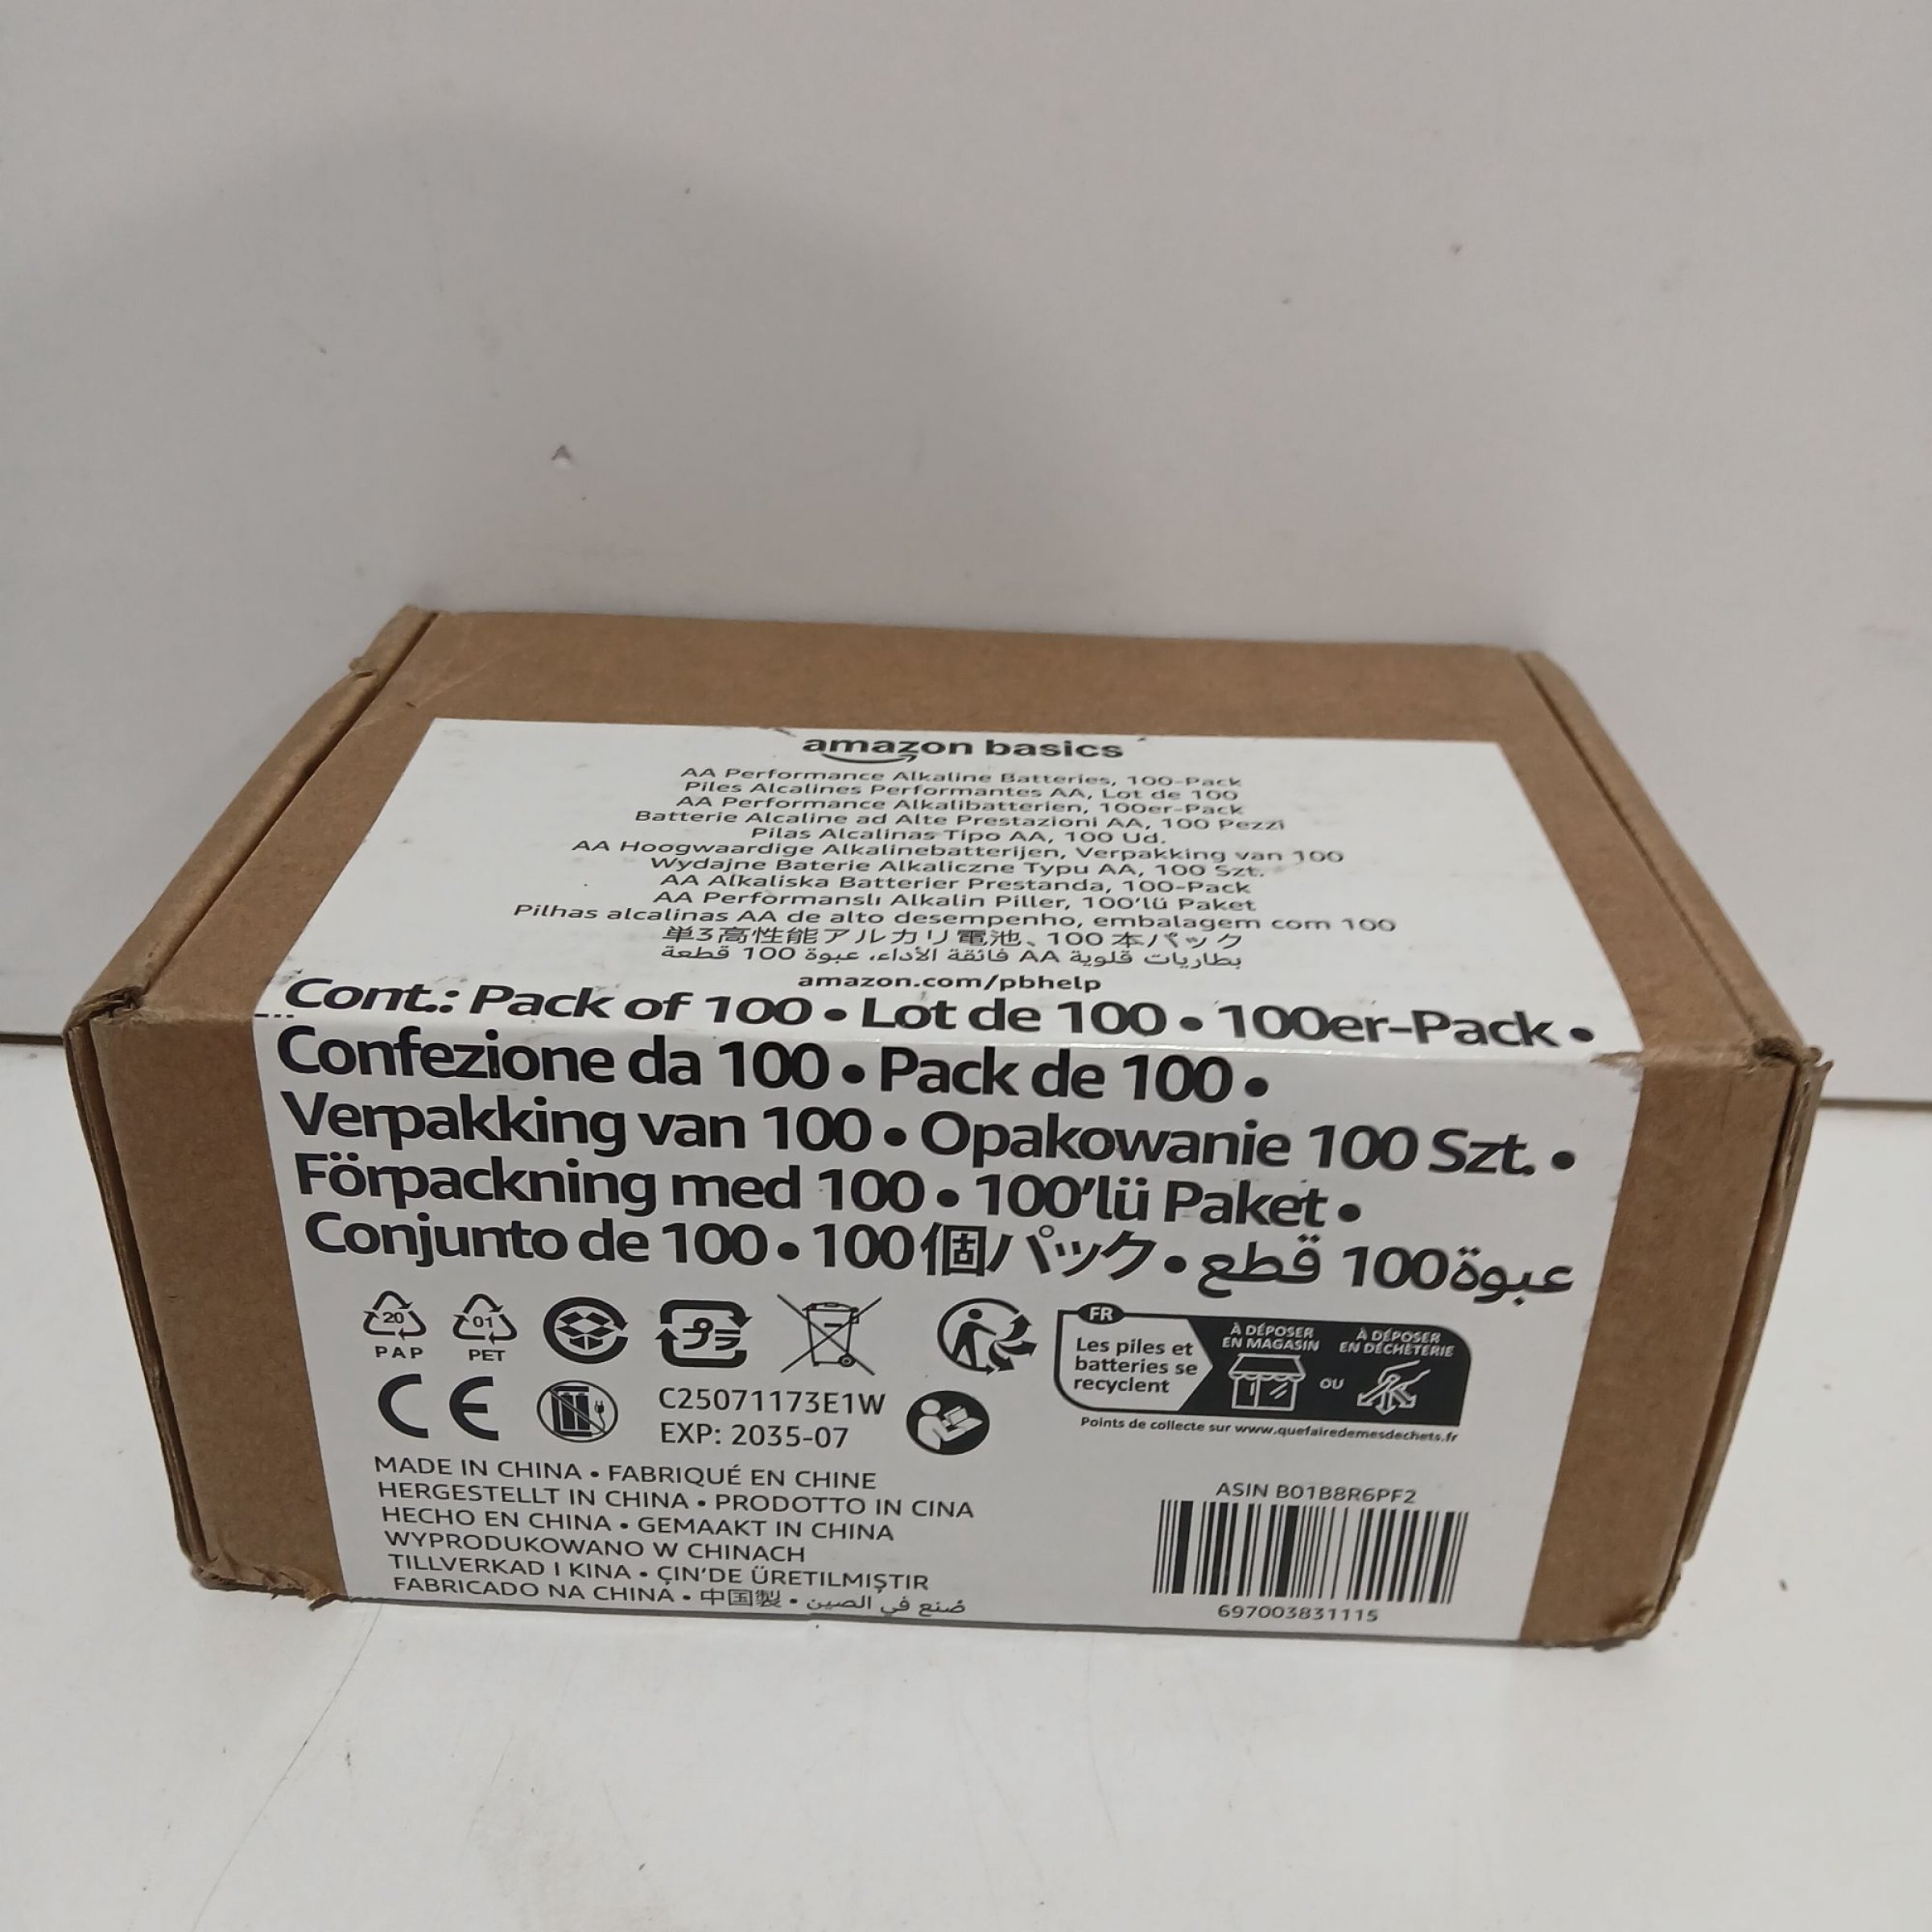 amazon basics
AA Performance Alkaline Batteries, 100-Pack
Piles Alcalines Performantes AA, Lot de 100
AA Performance Alkalibatterien, 100er-Pack
Batterie Alcaline ad Alte Prestazioni AA, 100 Pezzi
Pilas Alcalinas Tipo AA, 100 Ud.
AA Hoogwaardige Alkalinebatterijen, Verpakking van 100
Wydajne Baterie Alkaliczne Typu AA, 100 Szt.
AA Alkaliska Batterier Prestanda, 100-Pack
AA Performanslı Alkalin Piller, 100'lü Paket
Pilhas alcalinas AA de alto desempenho, embalagem com 100
単3高性能アルカリ電池、100 本パック
بطاريات قلوية AA فائقة الأداء، عبوة 100 قطعة
amazon.com/pbhelp
Cont.: Pack of 100 • Lot de 100 • 100er-Pack •
Confezione da 100 • Pack de 100 •
Verpakking van 100 • Opakowanie 100 Szt. •
Förpackning med 100 • 100'lü Paket •
Conjunto de 100 • 100個パック • عبوة100 قطع
20
PAP
01
PET
FR
Les piles et
batteries se
recyclent
À DÉPOSER
EN MAGASIN
OU
À DÉPOSER
EN DÉCHÈTERIE
Points de collecte sur www.quefairedemesdechets.fr
CE
C25071173E1W
EXP: 2035-07
MADE IN CHINA • FABRIQUÉ EN CHINE
HERGESTELLT IN CHINA • PRODOTTO IN CINA
HECHO EN CHINA • GEMAAKT IN CHINA
WYPRODUKOWANO W CHINACH
TILLVERKAD I KINA • ÇIN'DE ÜRETILMIŞTIR
FABRICADO NA CHINA • 中国製 • صُنع في الصين
ASIN B01B8R6PF2
697003831115